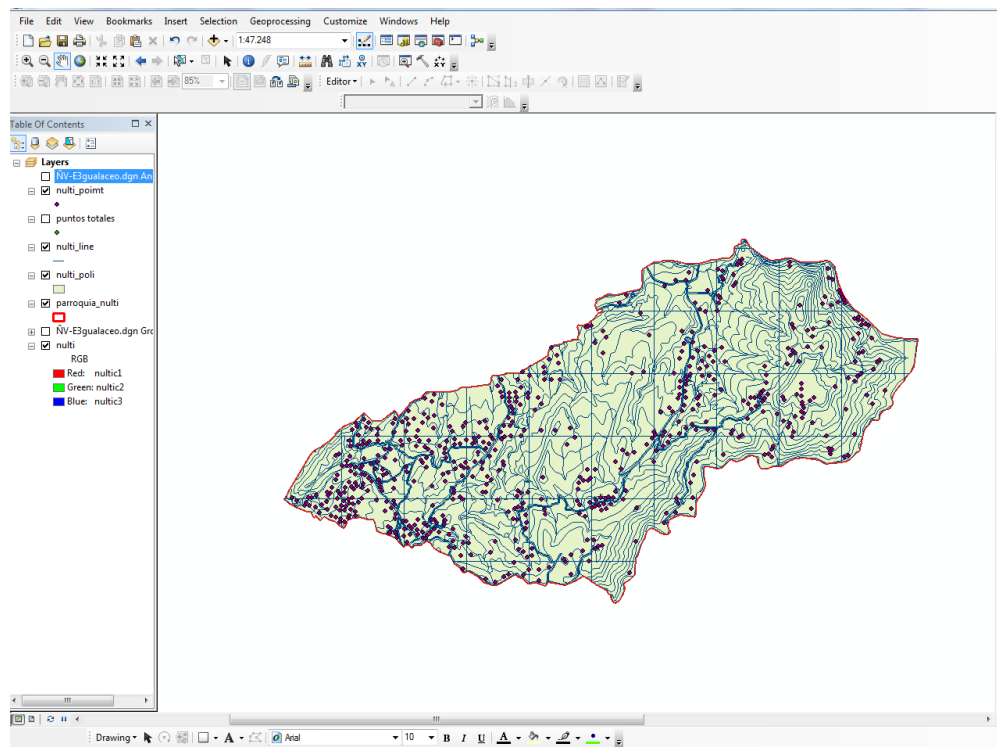 File Edit View Bookmarks Insert Selection Geoprocessing Customize Windows Help
1:47.248
85% Editor
Table Of Contents
Layers
ÑV-E3gualaceo.dgn An
nulti_poimt
puntos totales
nulti_line
nulti_poli
parroquia_nulti
ÑV-E3gualaceo.dgn Gro
nulti
RGB
Red: nultic1
Green: nultic2
Blue: nultic3
Drawing A Arial 10 B I U A